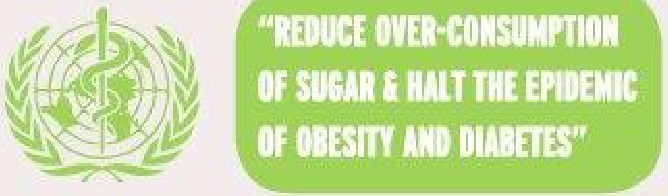 “REDUCE OVER-CONSUMPTION
OF SUGAR & HALT THE EPIDEMIC
OF OBESITY AND DIABETES”